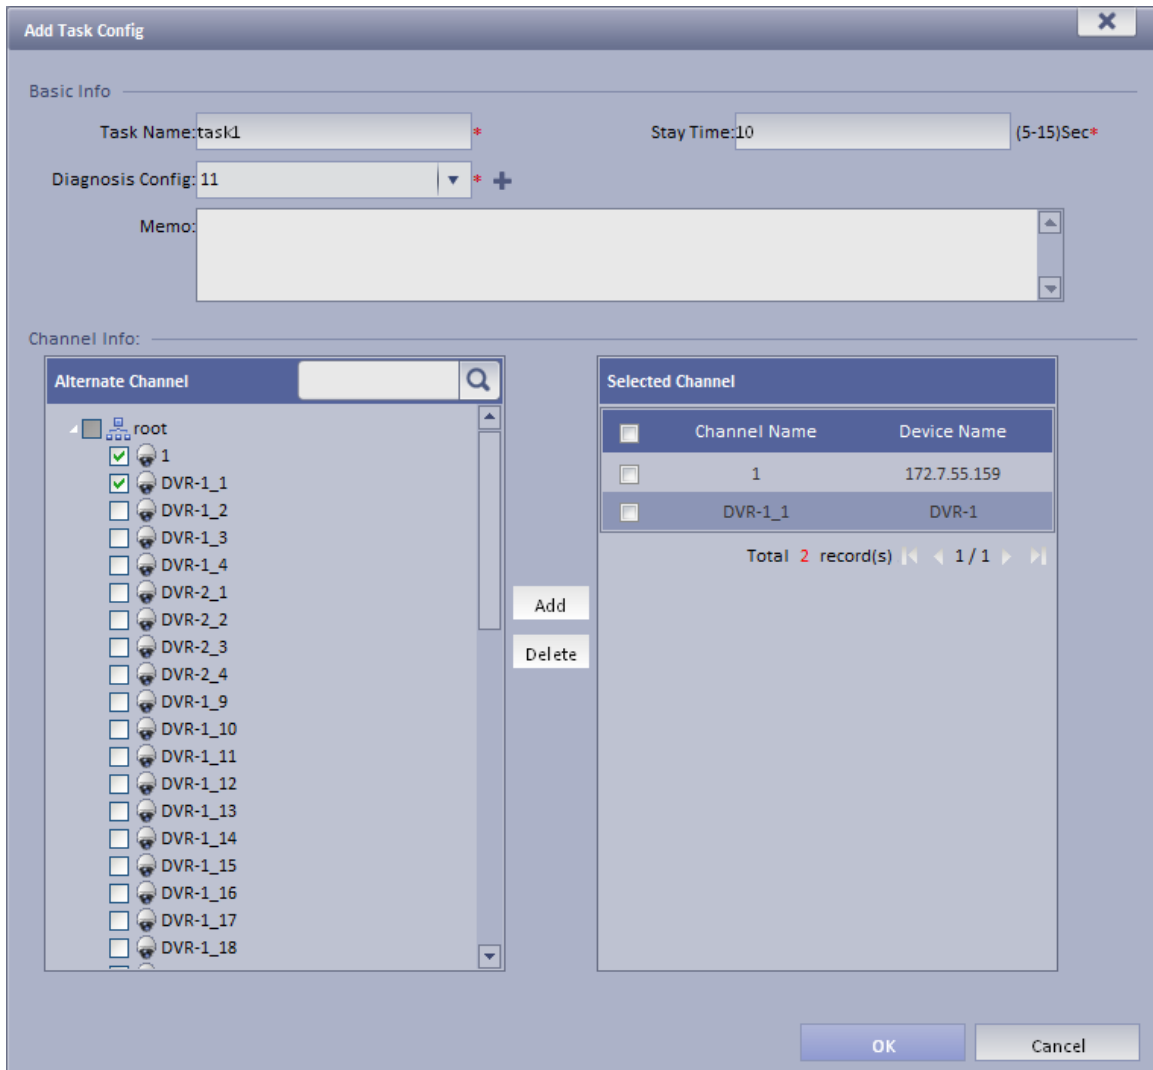 Add Task Config
Basic Info
Task Name: task1 * Stay Time: 10 (5-15)Sec*
Diagnosis Config: 11 *
Memo:
Channel Info:
Alternate Channel
root
1
DVR-1_1
DVR-1_2
DVR-1_3
DVR-1_4
DVR-2_1
DVR-2_2
DVR-2_3
DVR-2_4
DVR-1_9
DVR-1_10
DVR-1_11
DVR-1_12
DVR-1_13
DVR-1_14
DVR-1_15
DVR-1_16
DVR-1_17
DVR-1_18
Add
Delete
Selected Channel
Channel Name Device Name
1 172.7.55.159
DVR-1_1 DVR-1
Total 2 record(s) 1 / 1
OK Cancel